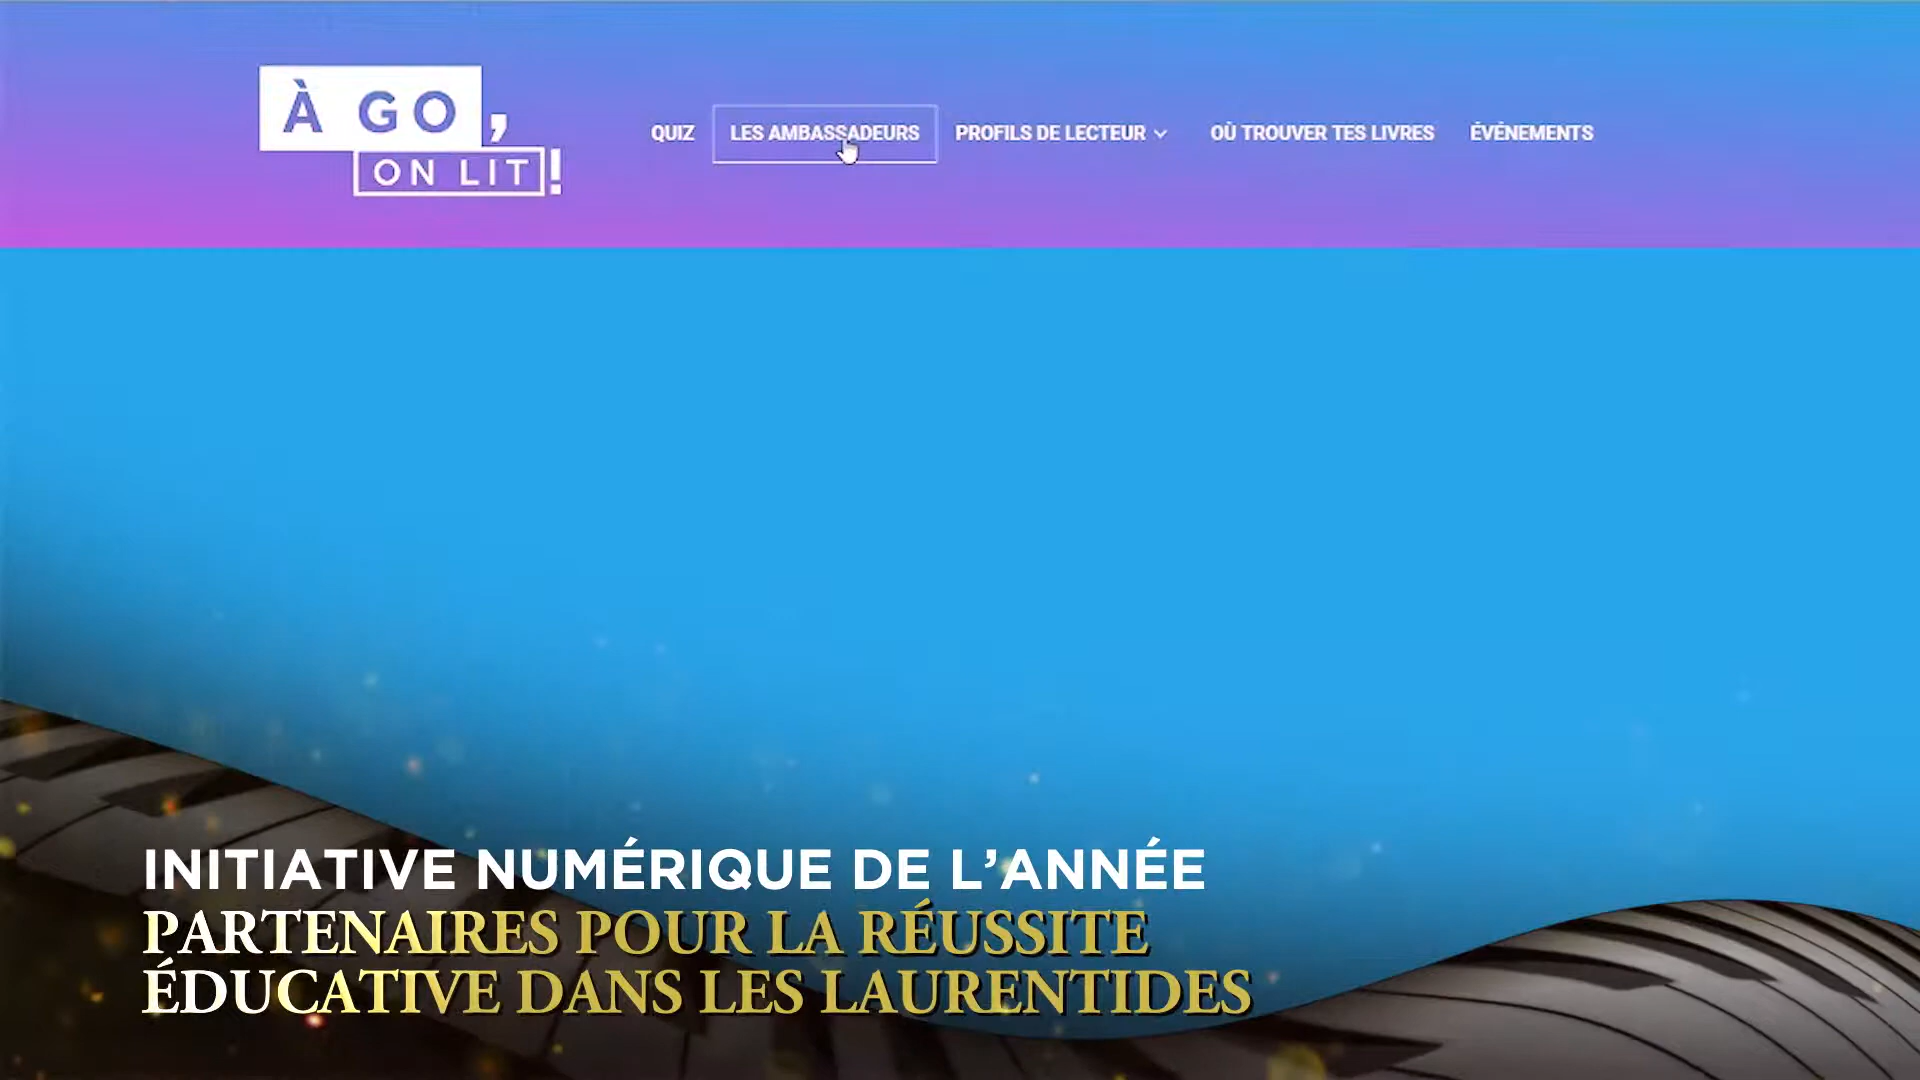 À GO,
ON LIT!
QUIZ LES AMBASSADEURS PROFILS DE LECTEUR OÙ TROUVER TES LIVRES ÉVÉNEMENTS
INITIATIVE NUMÉRIQUE DE L’ANNÉE
PARTENAIRES POUR LA RÉUSSITE
ÉDUCATIVE DANS LES LAURENTIDES